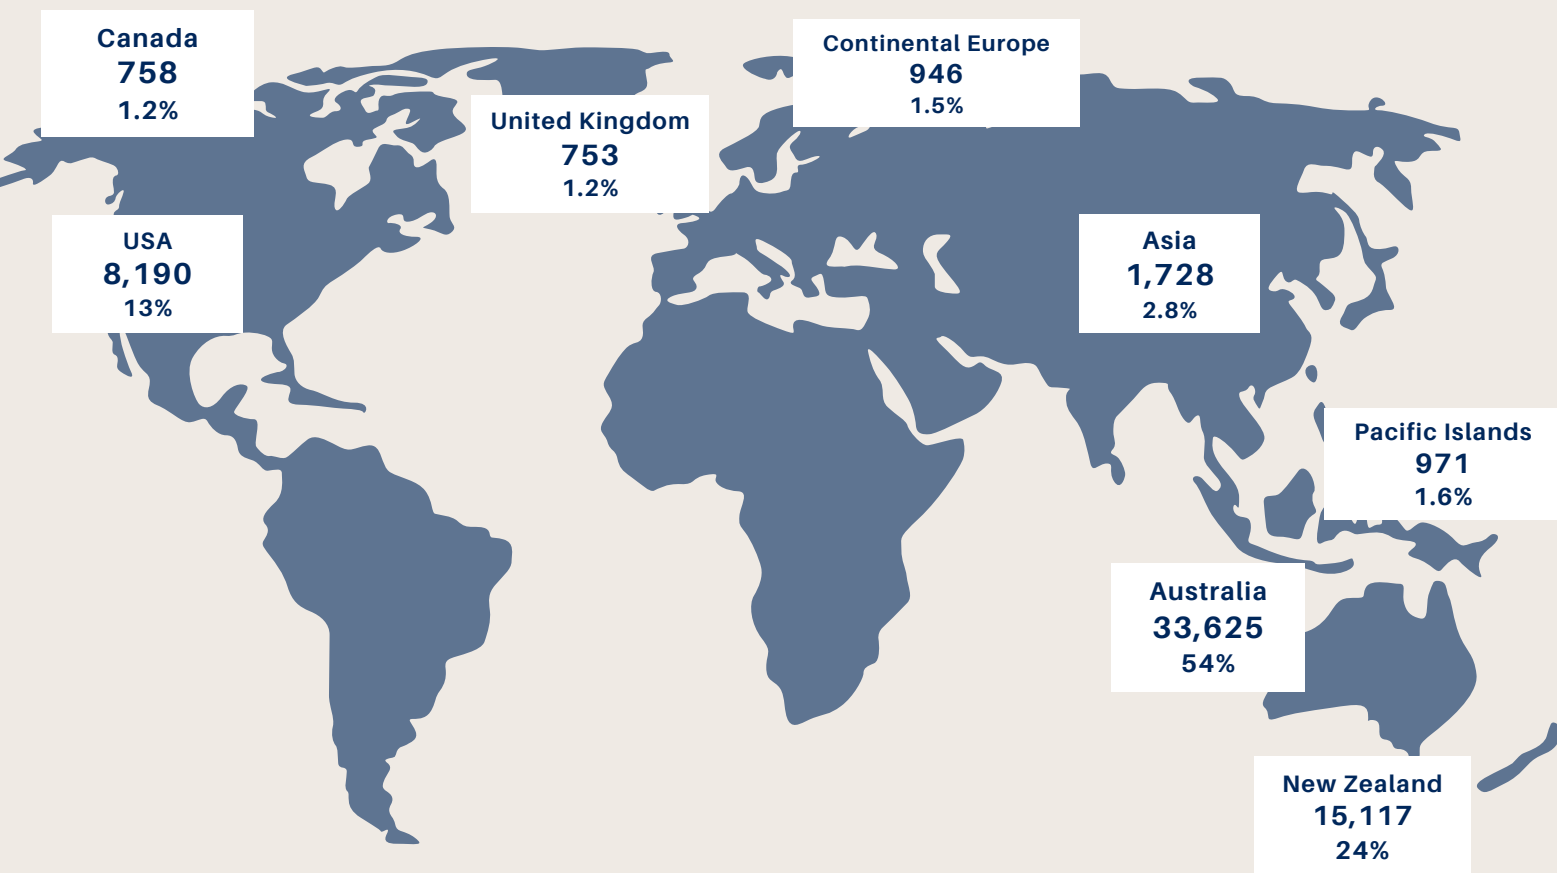 Canada
758
1.2%
Continental Europe
946
1.5%
United Kingdom
753
1.2%
USA
8,190
13%
Asia
1,728
2.8%
Pacific Islands
971
1.6%
Australia
33,625
54%
New Zealand
15,117
24%